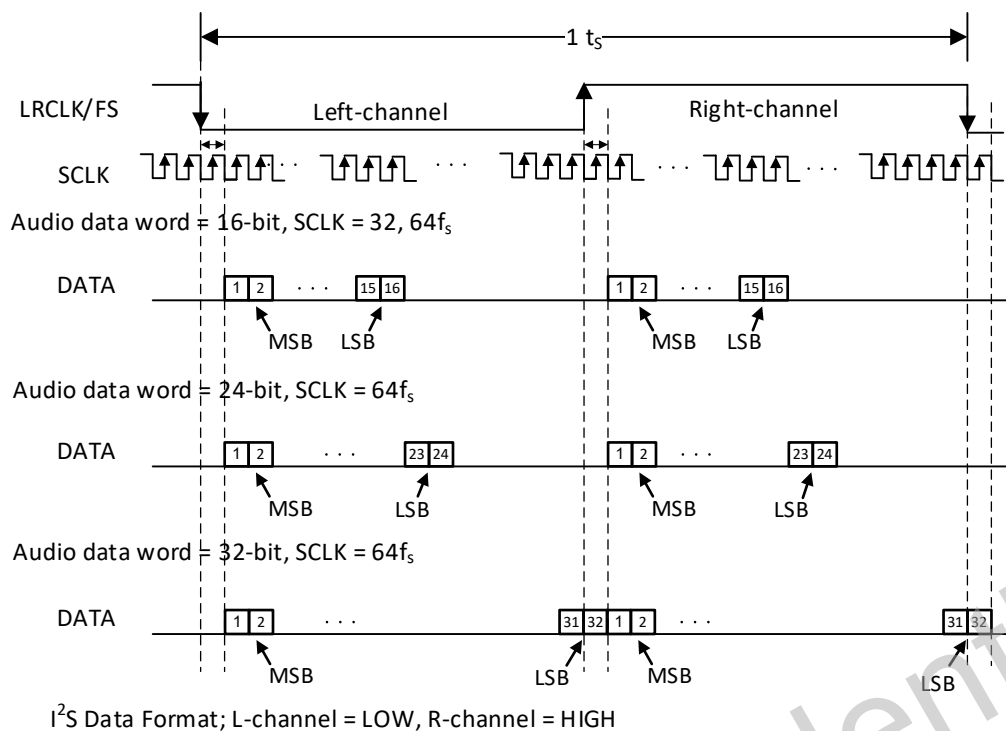 1 tS
LRCLK/FS
Left-channel
Right-channel
SCLK
Audio data word = 16-bit, SCLK = 32, 64fs
DATA
1 2 · · · 15 16 1 2 · · · 15 16
MSB LSB MSB LSB
Audio data word = 24-bit, SCLK = 64fs
DATA
1 2 · · · 23 24 1 2 · · · 23 24
MSB LSB MSB LSB
Audio data word = 32-bit, SCLK = 64fs
DATA
1 2 · · · 31 32 1 2 · · · 31 32
MSB LSB MSB LSB
I2S Data Format; L-channel = LOW, R-channel = HIGH